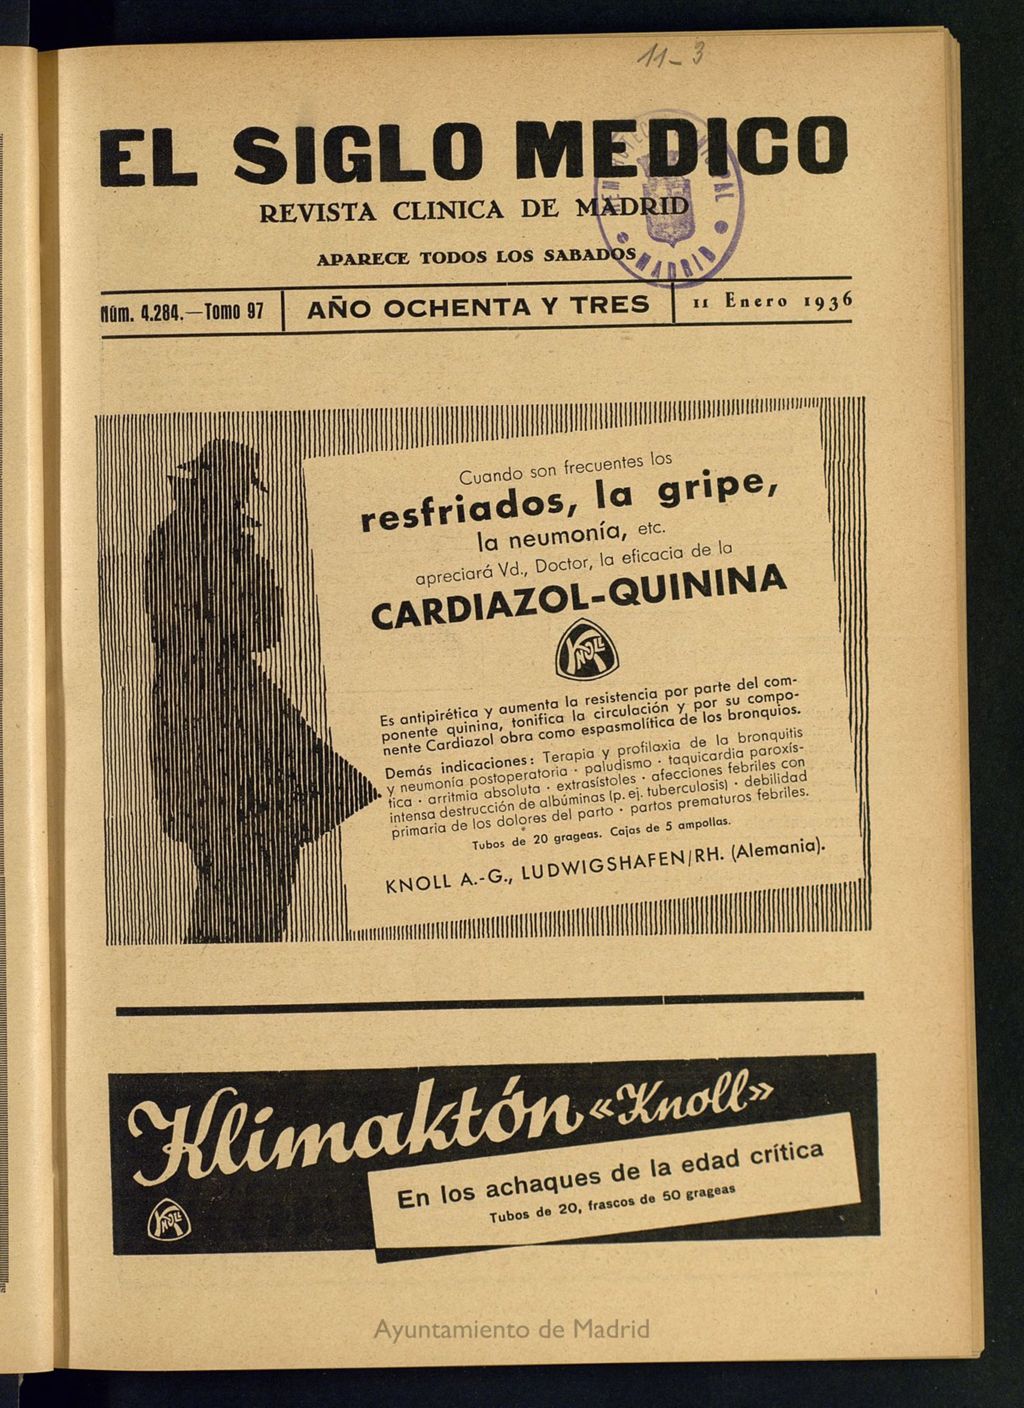 11-3
EL SIGLO MEDICO
REVISTA CLINICA DE MADRID
APARECE TODOS LOS SABADOS
HEMEROTECA MUNICIPAL
MADRID
Núm. 4.284.—Tomo 97
AÑO OCHENTA Y TRES
11 Enero 1936
Cuando son frecuentes los
resfriados, la gripe,
la neumonía, etc.
apreciará Vd., Doctor, la eficacia de la
CARDIAZOL-QUININA
KNOLL
Es antipirética y aumenta la resistencia por parte del com-
ponente quinina, tonifica la circulación y por su compo-
nente Cardiazol obra como espasmolítica de los bronquios.
Demás indicaciones: Terapia y profilaxia de la bronquitis
y neumonía postoperatoria · paludismo · taquicardia paroxís-
tica · arritmia absoluta · extrasístoles · afecciones febriles con
intensa destrucción de albúminas (p. ej. tuberculosis) · debilidad
primaria de los dolores del parto · partos prematuros febriles.
Tubos de 20 grageas. Cajas de 5 ampollas.
KNOLL A.-G., LUDWIGSHAFEN/RH. (Alemania).
Klimaktón «Knoll»
En los achaques de la edad crítica
Tubos de 20, frascos de 50 grageas
KNOLL
Ayuntamiento de Madrid